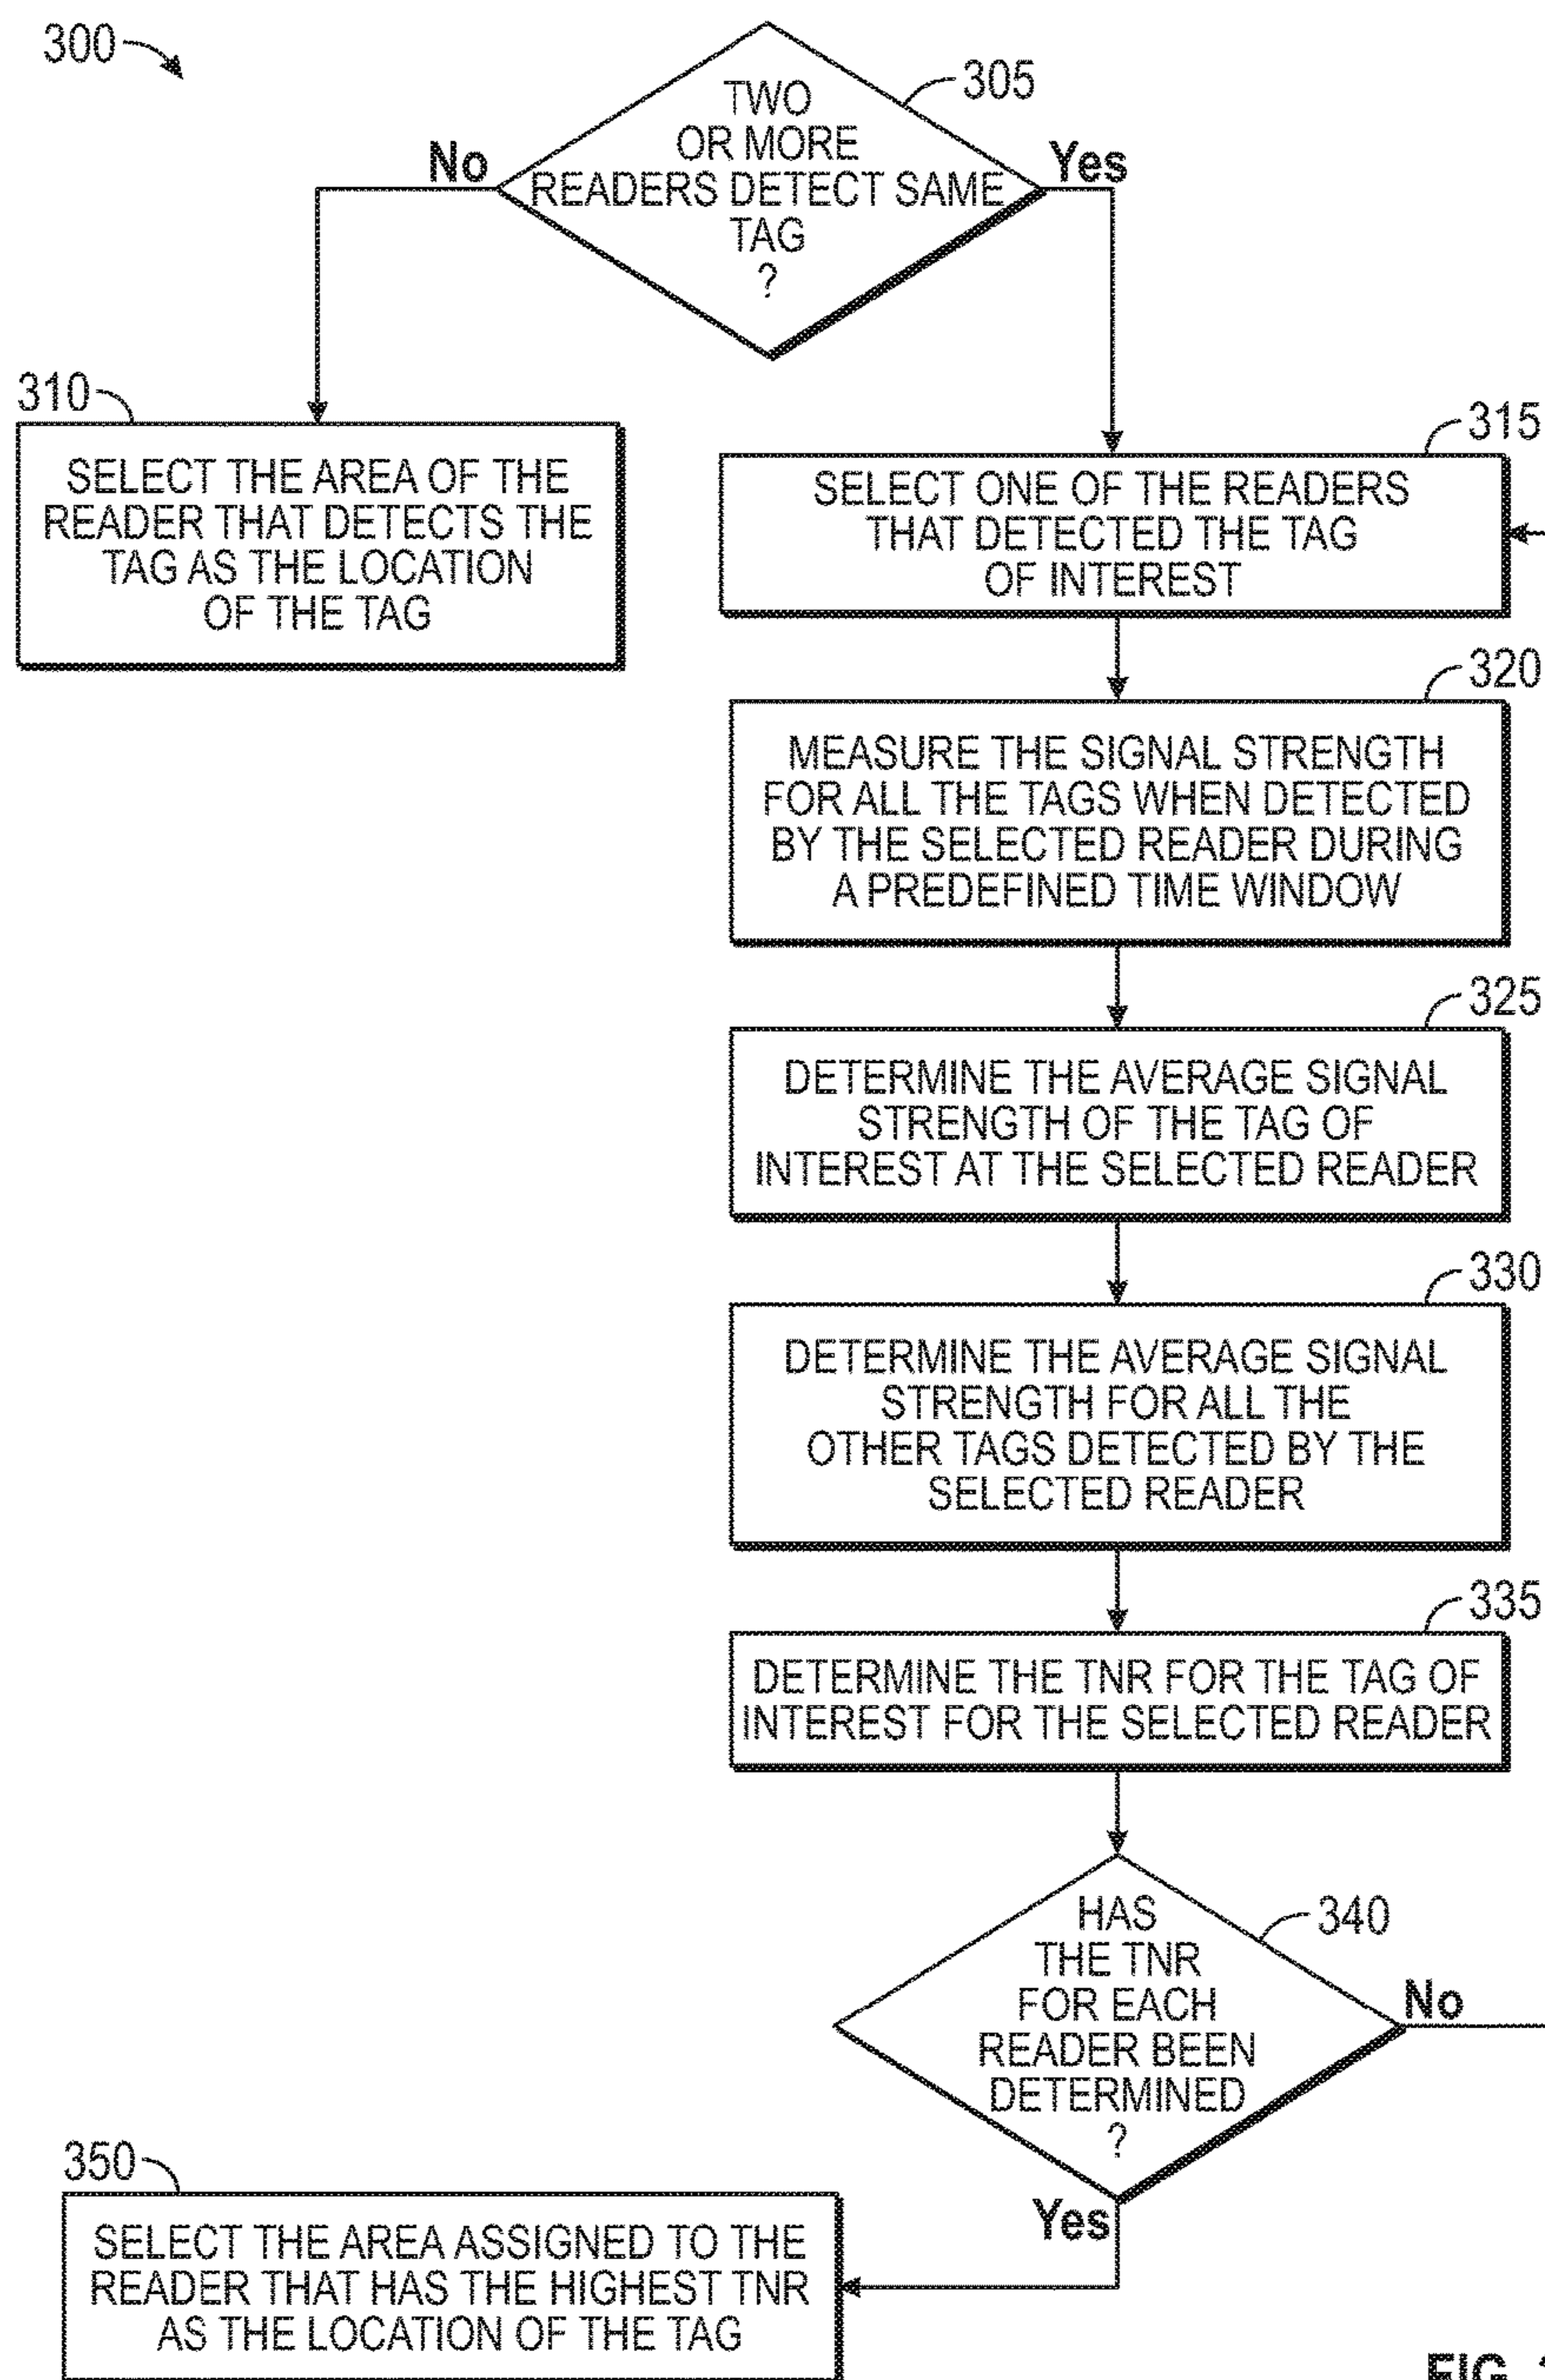 300
305
TWO
OR MORE
READERS DETECT SAME
TAG
?
No
Yes
310
SELECT THE AREA OF THE
READER THAT DETECTS THE
TAG AS THE LOCATION
OF THE TAG
315
SELECT ONE OF THE READERS
THAT DETECTED THE TAG
OF INTEREST
320
MEASURE THE SIGNAL STRENGTH
FOR ALL THE TAGS WHEN DETECTED
BY THE SELECTED READER DURING
A PREDEFINED TIME WINDOW
325
DETERMINE THE AVERAGE SIGNAL
STRENGTH OF THE TAG OF
INTEREST AT THE SELECTED READER
330
DETERMINE THE AVERAGE SIGNAL
STRENGTH FOR ALL THE
OTHER TAGS DETECTED BY THE
SELECTED READER
335
DETERMINE THE TNR FOR THE TAG OF
INTEREST FOR THE SELECTED READER
340
HAS
THE TNR
FOR EACH
READER BEEN
DETERMINED
?
No
Yes
350
SELECT THE AREA ASSIGNED TO THE
READER THAT HAS THE HIGHEST TNR
AS THE LOCATION OF THE TAG
FIG.